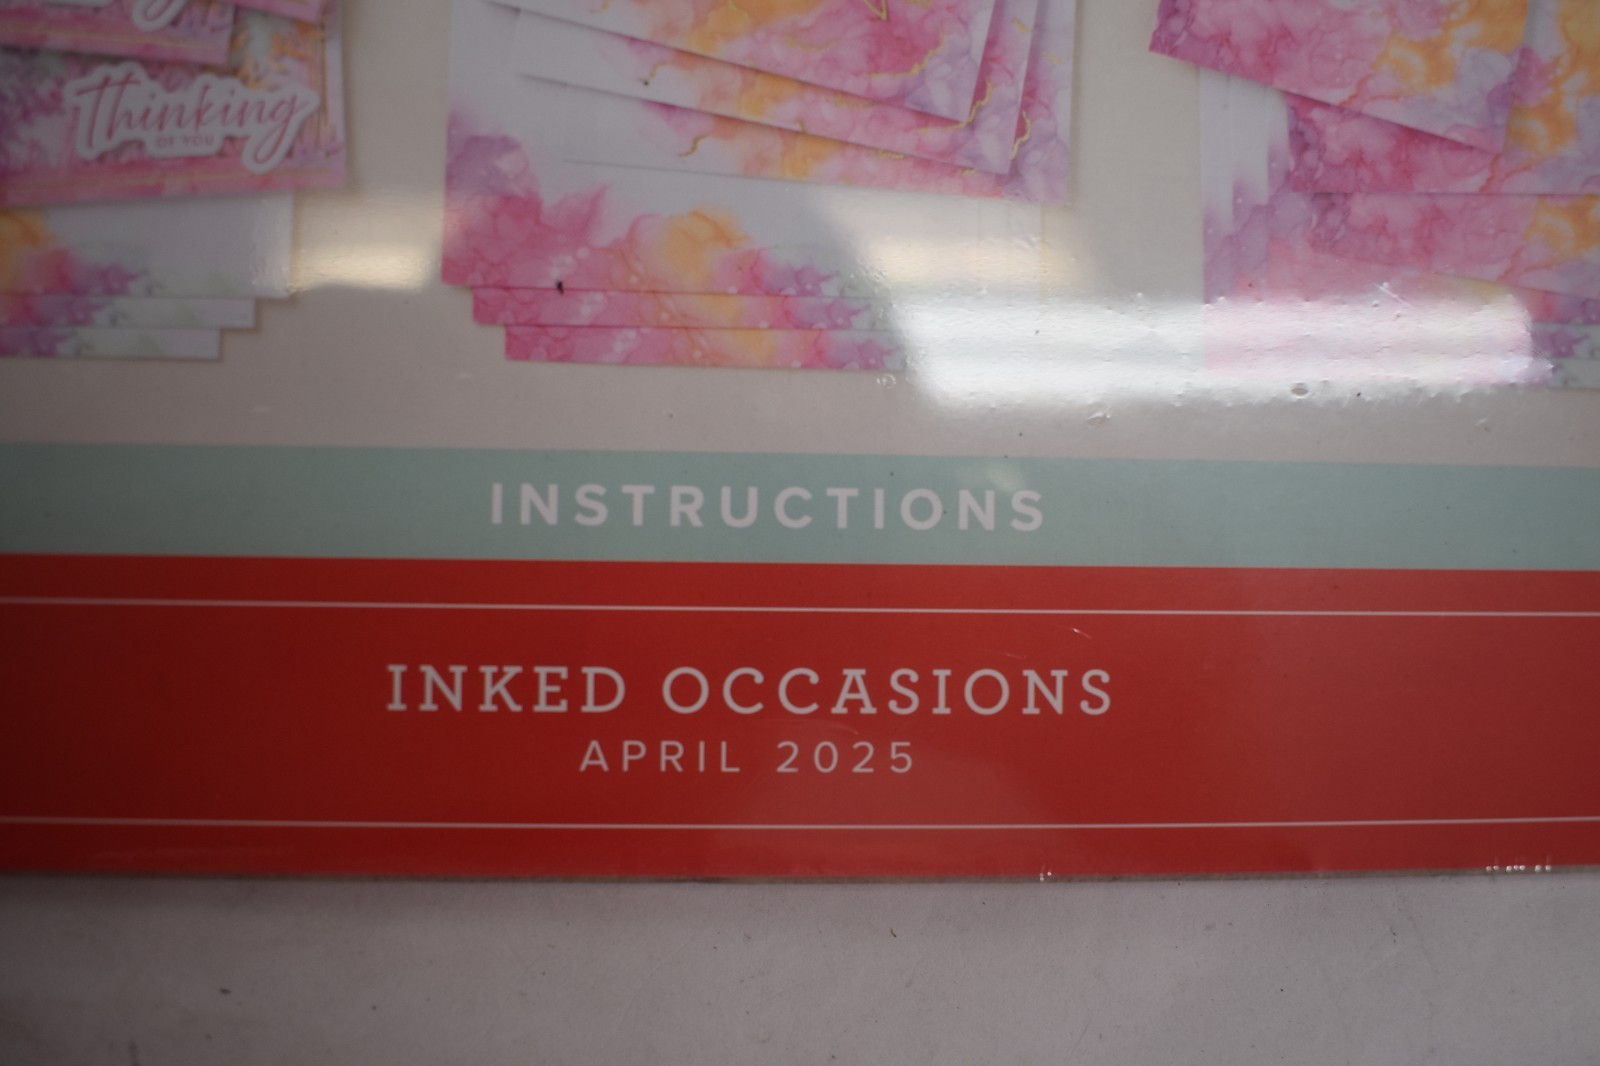 Thinking
OF YOU
INSTRUCTIONS
INKED OCCASIONS
APRIL 2025